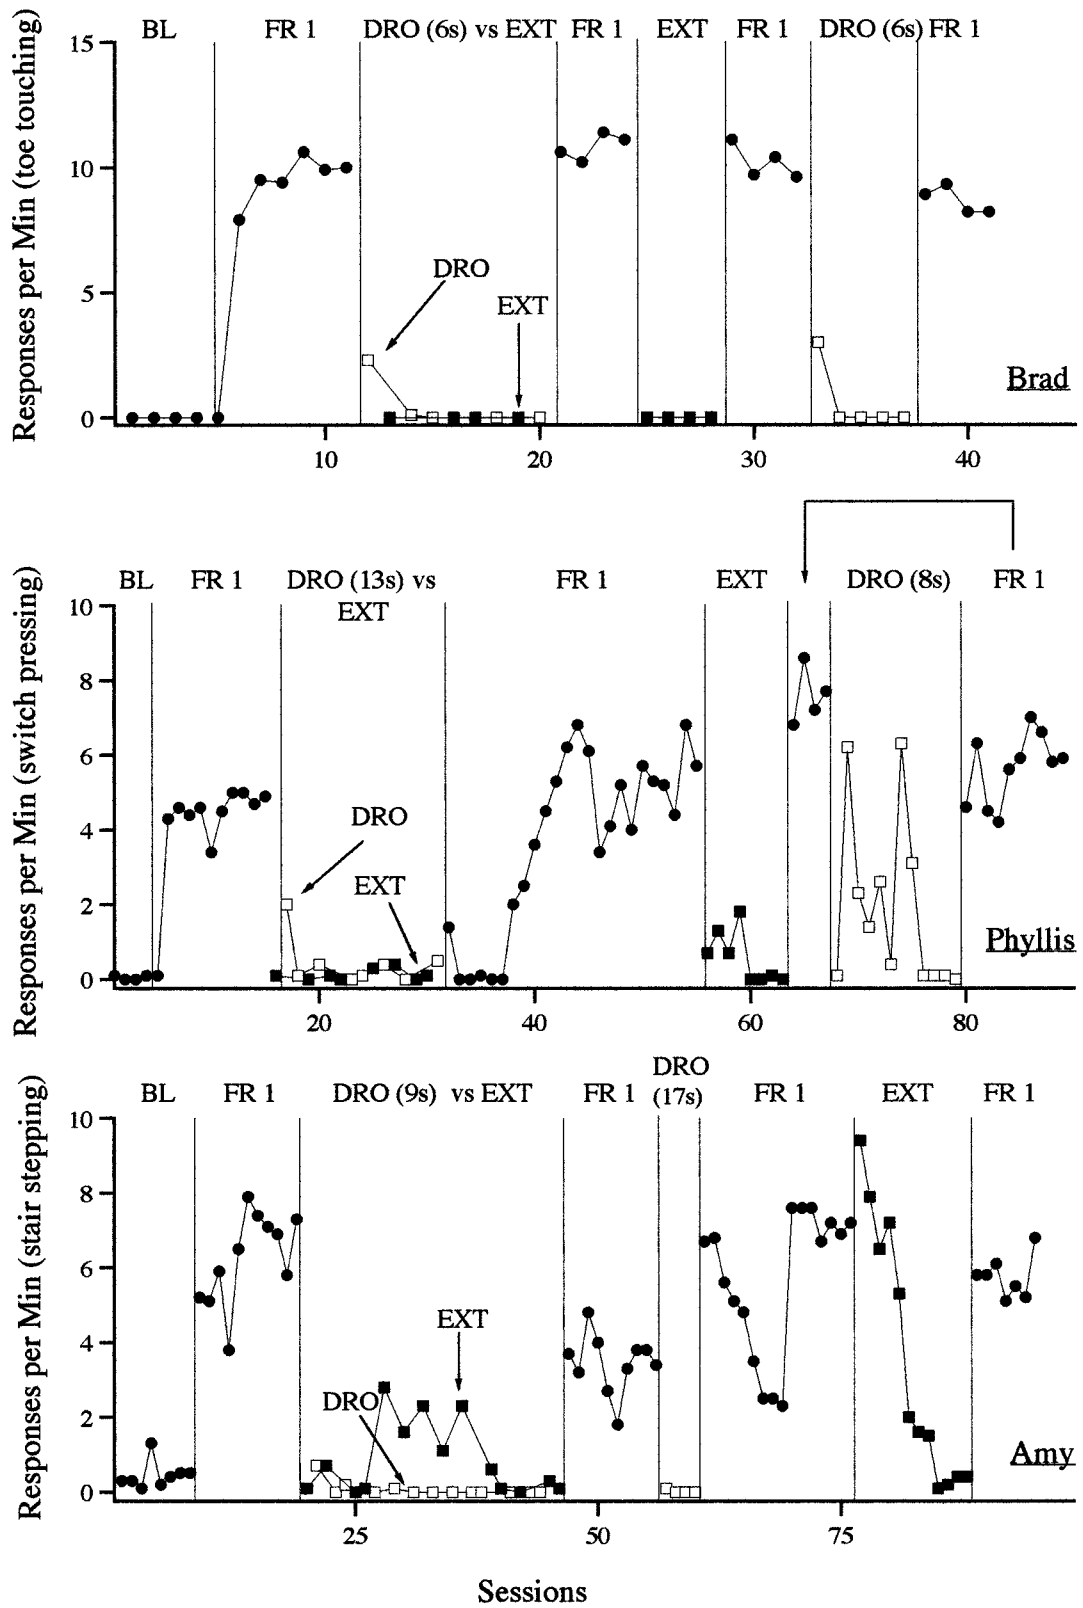 BL FR 1 DRO (6s) vs EXT FR 1 EXT FR 1 DRO (6s) FR 1
15
10
5
0
Responses per Min (toe touching)
DRO
EXT
Brad
10 20 30 40
BL FR 1 DRO (13s) vs EXT FR 1 EXT DRO (8s) FR 1
10
8
6
4
2
0
Responses per Min (switch pressing)
DRO
EXT
Phyllis
20 40 60 80
BL FR 1 DRO (9s) vs EXT FR 1 DRO (17s) FR 1 EXT FR 1
10
8
6
4
2
0
Responses per Min (stair stepping)
EXT
DRO
Amy
25 50 75
Sessions